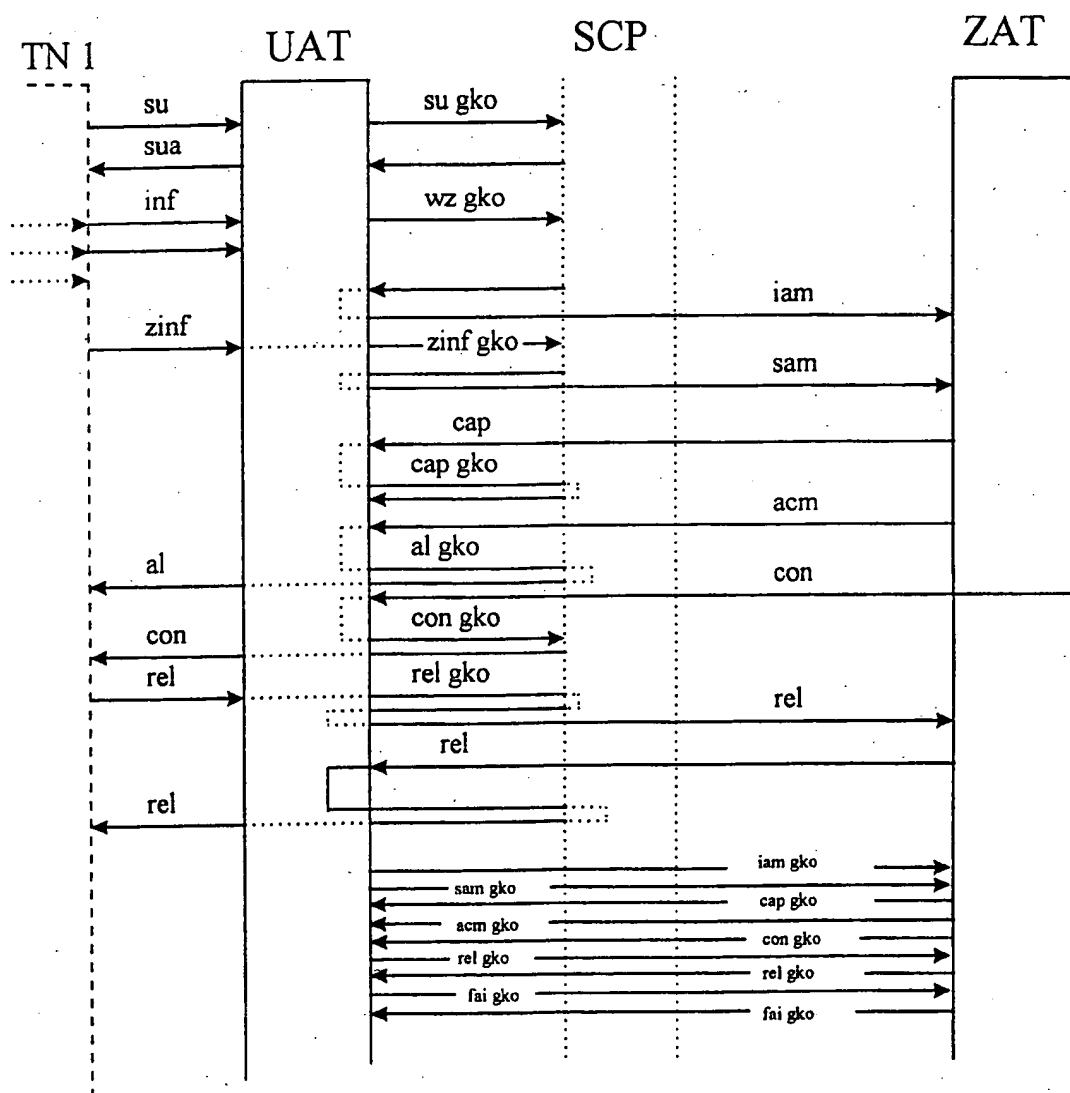 TN 1 UAT SCP ZAT
su su gko
sua
inf wz gko
iam
zinf zinf gko
sam
cap
cap gko
acm
al gko
al con
con gko
con
rel rel gko
rel
rel
rel
iam gko
sam gko
cap gko
acm gko
con gko
rel gko
rel gko
fai gko
fai gko